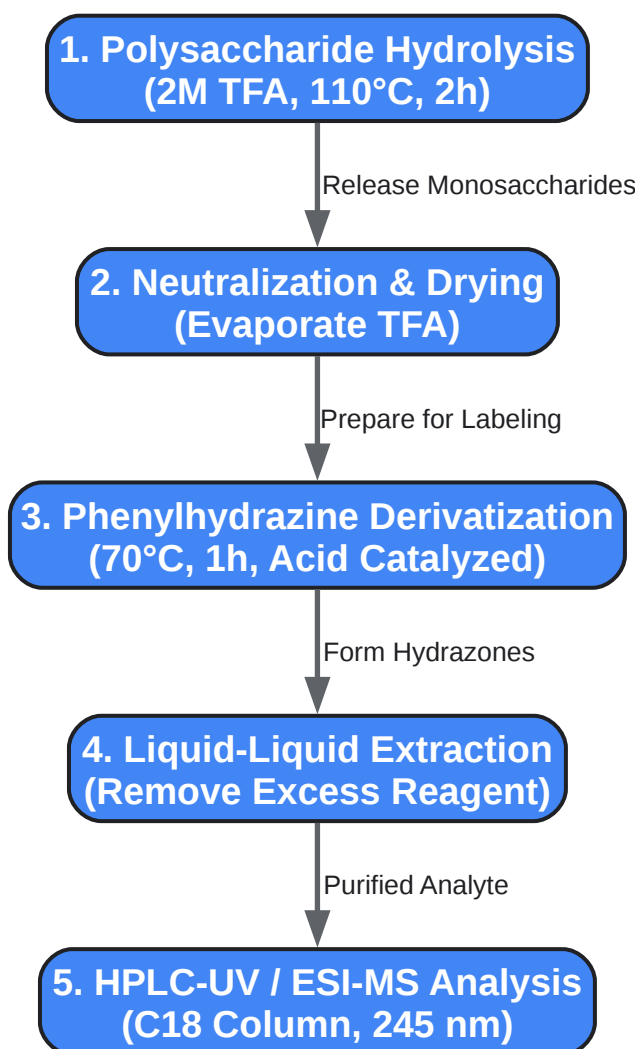 1. Polysaccharide Hydrolysis
(2M TFA, 110°C, 2h)
Release Monosaccharides
2. Neutralization & Drying
(Evaporate TFA)
Prepare for Labeling
3. Phenylhydrazine Derivatization
(70°C, 1h, Acid Catalyzed)
Form Hydrazones
4. Liquid-Liquid Extraction
(Remove Excess Reagent)
Purified Analyte
5. HPLC-UV / ESI-MS Analysis
(C18 Column, 245 nm)